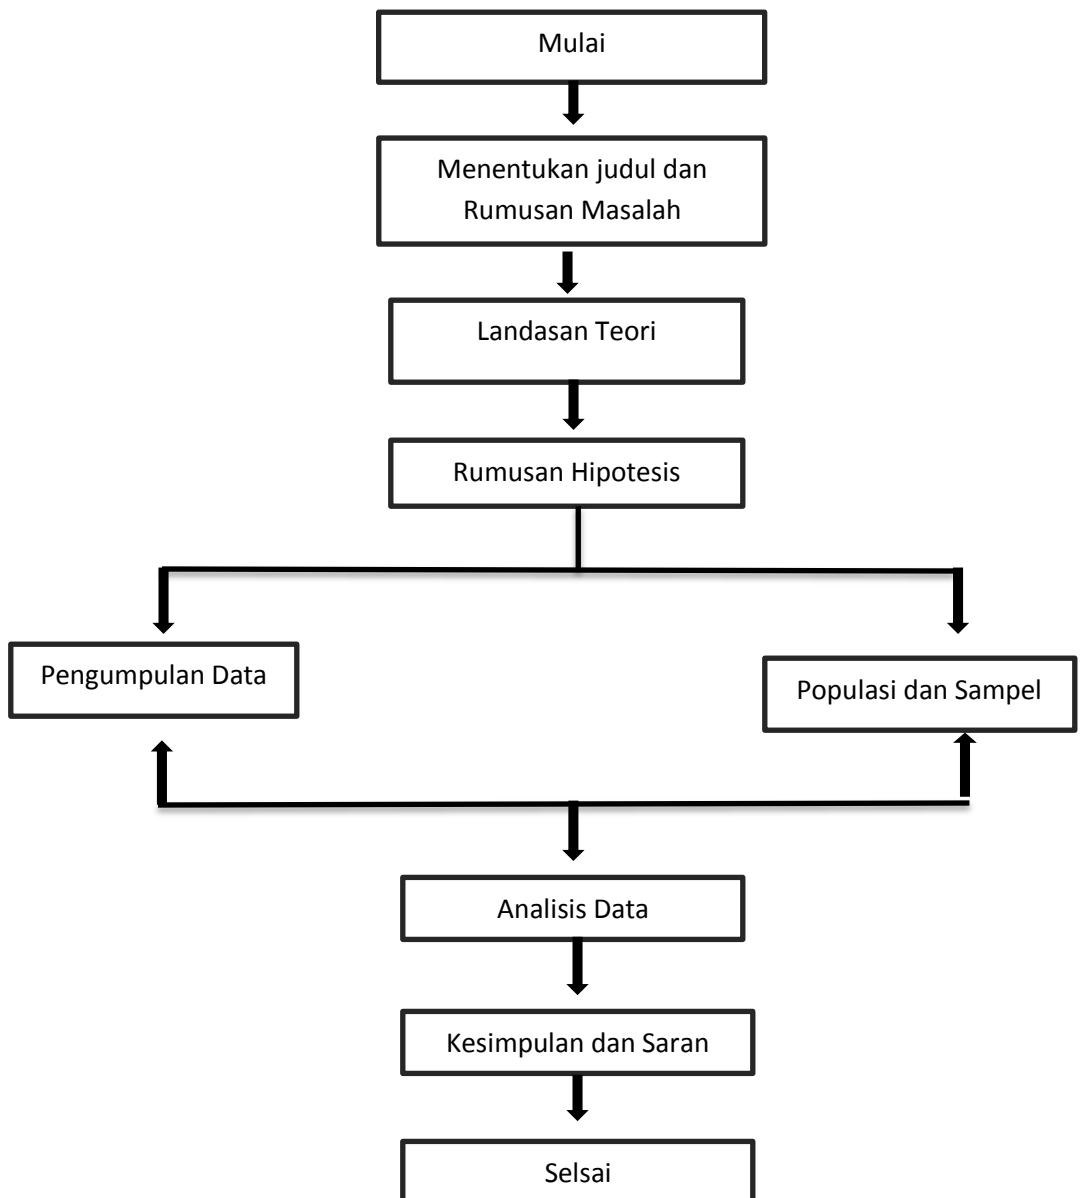 Mulai
Menentukan judul dan
Rumusan Masalah
Landasan Teori
Rumusan Hipotesis
Pengumpulan Data
Populasi dan Sampel
Analisis Data
Kesimpulan dan Saran
Selsai